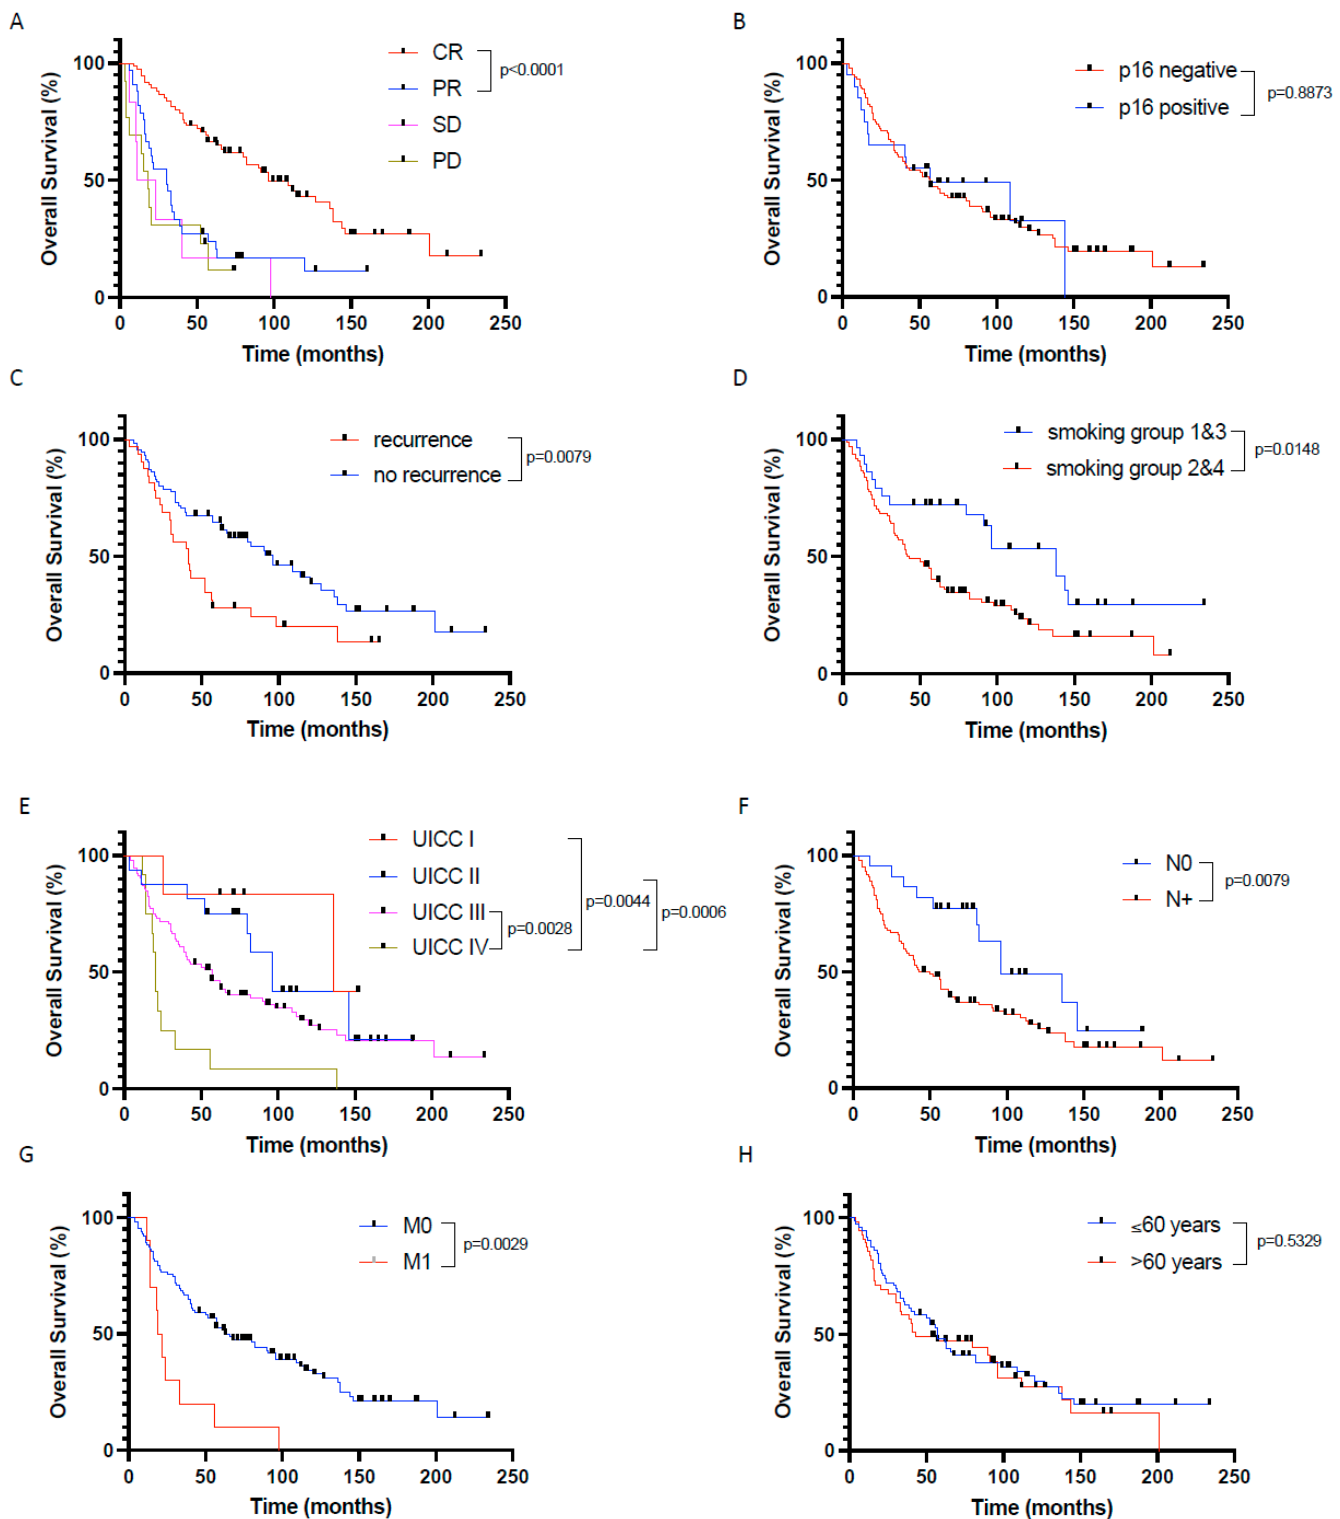 A
Overall Survival (%)
100
50
0
0 50 100 150 200 250
Time (months)
CR
PR
SD
PD
p<0.0001
B
Overall Survival (%)
100
50
0
0 50 100 150 200 250
Time (months)
p16 negative
p16 positive
p=0.8873
C
Overall Survival (%)
100
50
0
0 50 100 150 200 250
Time (months)
recurrence
no recurrence
p=0.0079
D
Overall Survival (%)
100
50
0
0 50 100 150 200 250
Time (months)
smoking group 1&3
smoking group 2&4
p=0.0148
E
Overall Survival (%)
100
50
0
0 50 100 150 200 250
Time (months)
UICC I
UICC II
UICC III
UICC IV
p=0.0028
p=0.0044
p=0.0006
F
Overall Survival (%)
100
50
0
0 50 100 150 200 250
Time (months)
N0
N+
p=0.0079
G
Overall Survival (%)
100
50
0
0 50 100 150 200 250
Time (months)
M0
M1
p=0.0029
H
Overall Survival (%)
100
50
0
0 50 100 150 200 250
Time (months)
≤60 years
>60 years
p=0.5329